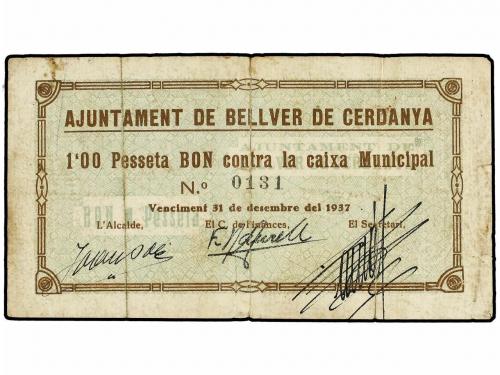 AJUNTAMENT DE BELLVER DE CERDANYA
1'00 Pesseta BON contra la caixa Municipal
N.º 0131
Venciment 31 de desembre del 1937
L'Alcalde, El C. de Finances, El Secretari,